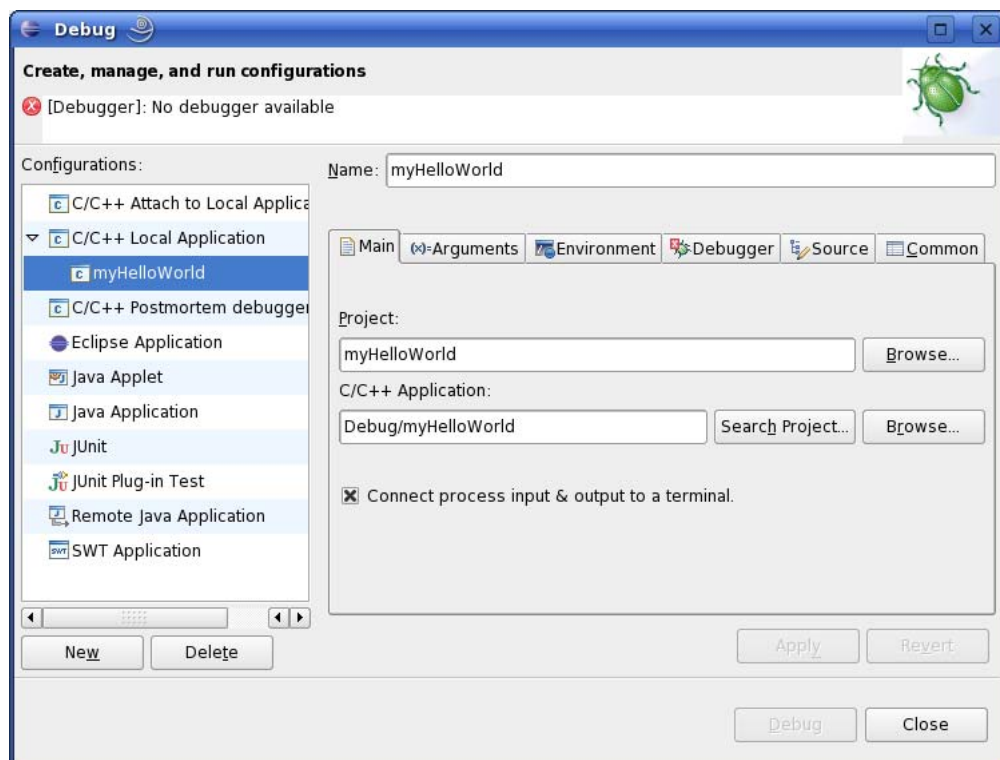 Debug
Create, manage, and run configurations
[Debugger]: No debugger available
Configurations:
C/C++ Attach to Local Applica
C/C++ Local Application
myHelloWorld
C/C++ Postmortem debugger
Eclipse Application
Java Applet
Java Application
JUnit
JUnit Plug-in Test
Remote Java Application
SWT Application
New
Delete
Name: myHelloWorld
Main (x)=Arguments Environment Debugger Source Common
Project:
myHelloWorld Browse...
C/C++ Application:
Debug/myHelloWorld Search Project... Browse...
Connect process input & output to a terminal.
Apply Revert
Debug Close